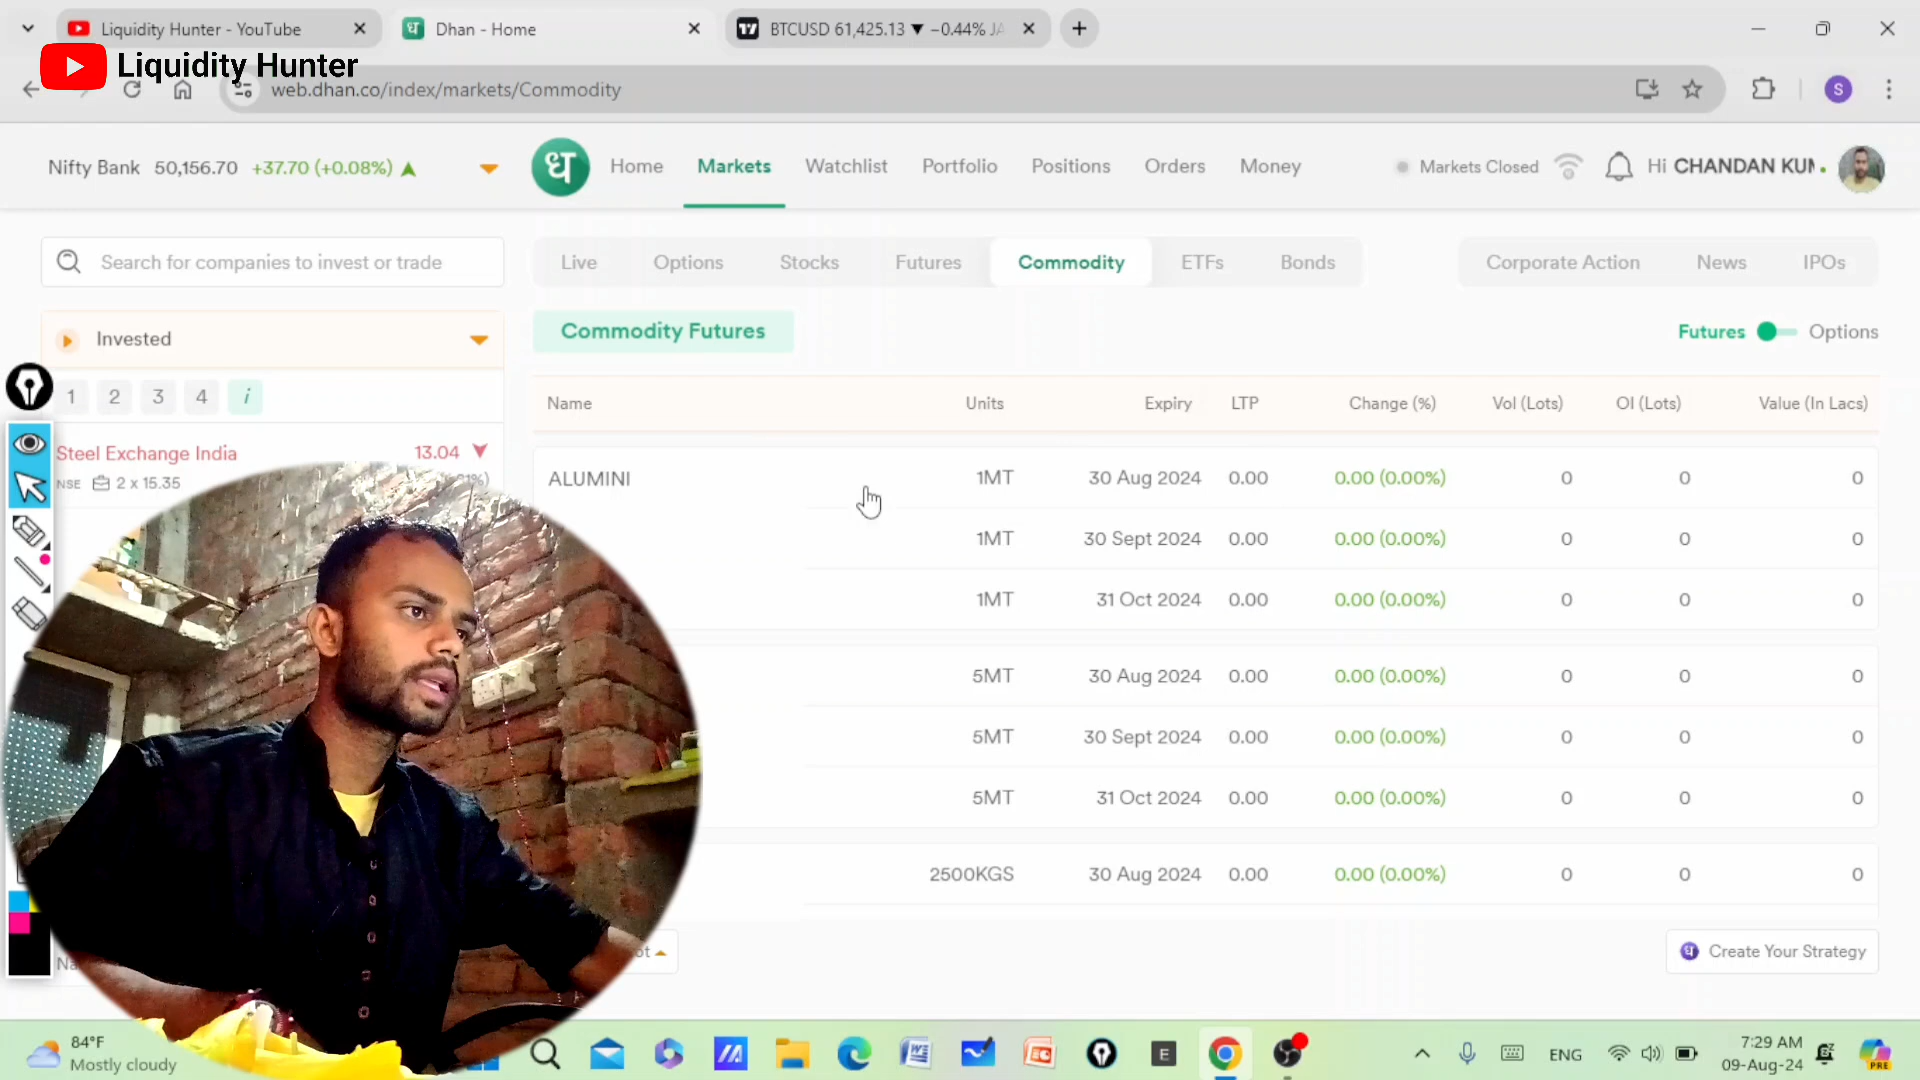 Liquidity Hunter - YouTube
Dhan - Home
BTCUSD 61,425.13 ▼ −0.44%
Liquidity Hunter
web.dhan.co/index/markets/Commodity
S
Nifty Bank 50,156.70 +37.70 (+0.08%)
ध
Home Markets Watchlist Portfolio Positions Orders Money
Markets Closed
Hi CHANDAN KUM
Search for companies to invest or trade
Live Options Stocks Futures Commodity ETFs Bonds
Corporate Action News IPOs
Invested
Commodity Futures
Futures Options
1 2 3 4 i
Name Units Expiry LTP Change (%) Vol (Lots) OI (Lots) Value (In Lacs)
Steel Exchange India 13.04
NSE 2 x 15.35
ALUMINI 1MT 30 Aug 2024 0.00 0.00 (0.00%) 0 0 0
1MT 30 Sept 2024 0.00 0.00 (0.00%) 0 0 0
1MT 31 Oct 2024 0.00 0.00 (0.00%) 0 0 0
5MT 30 Aug 2024 0.00 0.00 (0.00%) 0 0 0
5MT 30 Sept 2024 0.00 0.00 (0.00%) 0 0 0
5MT 31 Oct 2024 0.00 0.00 (0.00%) 0 0 0
2500KGS 30 Aug 2024 0.00 0.00 (0.00%) 0 0 0
Create Your Strategy
84°F
Mostly cloudy
E
ENG
7:29 AM
09-Aug-24
PRE